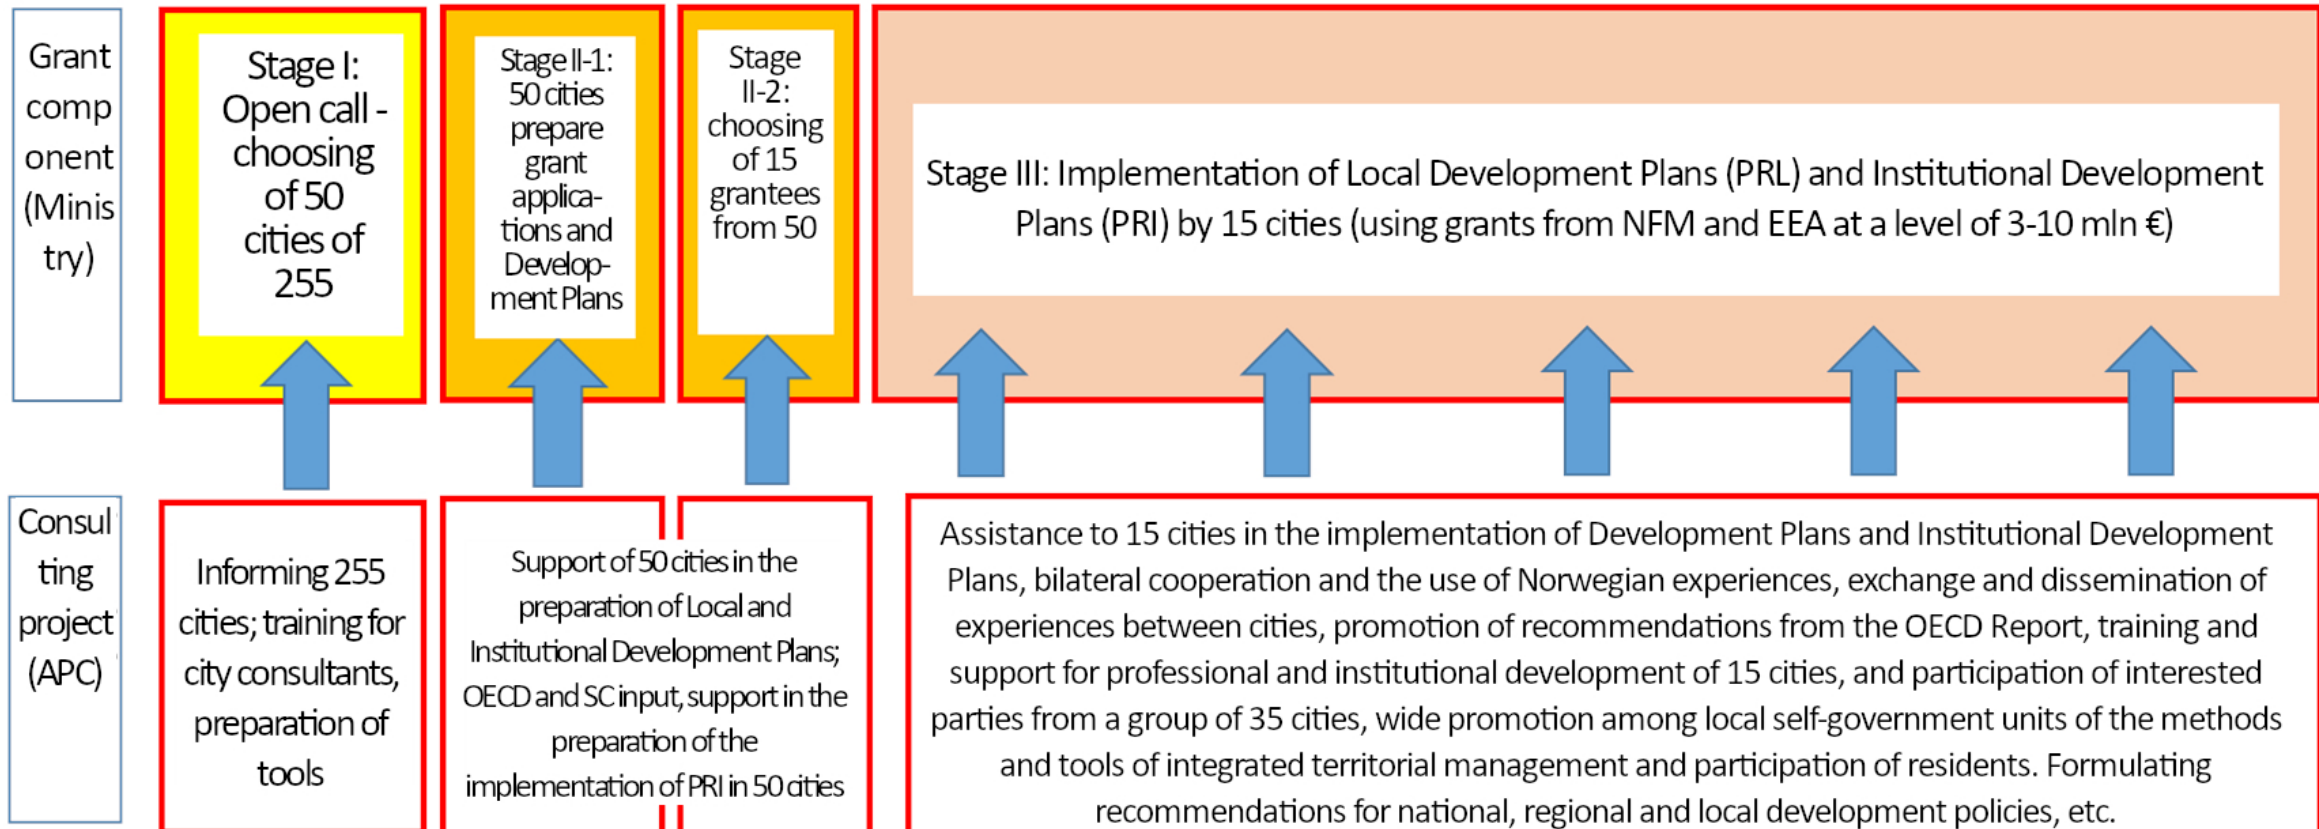 Grant
comp
onent
(Minis
try)
Stage I:
Open call -
choosing
of 50
cities of
255
Stage II-1:
50 cities
prepare
grant
applica-
tions and
Develop-
ment Plans
Stage
II-2:
choosing
of 15
grantees
from 50
Stage III: Implementation of Local Development Plans (PRL) and Institutional Development
Plans (PRI) by 15 cities (using grants from NFM and EEA at a level of 3-10 mln €)
Consul
ting
project
(APC)
Informing 255
cities; training for
city consultants,
preparation of
tools
Support of 50 cities in the
preparation of Local and
Institutional Development Plans;
OECD and SC input, support in the
preparation of the
implementation of PRI in 50 cities
Assistance to 15 cities in the implementation of Development Plans and Institutional Development
Plans, bilateral cooperation and the use of Norwegian experiences, exchange and dissemination of
experiences between cities, promotion of recommendations from the OECD Report, training and
support for professional and institutional development of 15 cities, and participation of interested
parties from a group of 35 cities, wide promotion among local self-government units of the methods
and tools of integrated territorial management and participation of residents. Formulating
recommendations for national, regional and local development policies, etc.